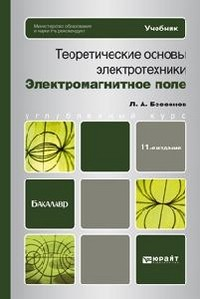 Министерство образования
и науки РФ рекомендует
Учебник
Теоретические основы
электротехники
Электромагнитное поле
Л. А. Бессонов
углубленный курс
11-е издание
Бакалавр
юрайт